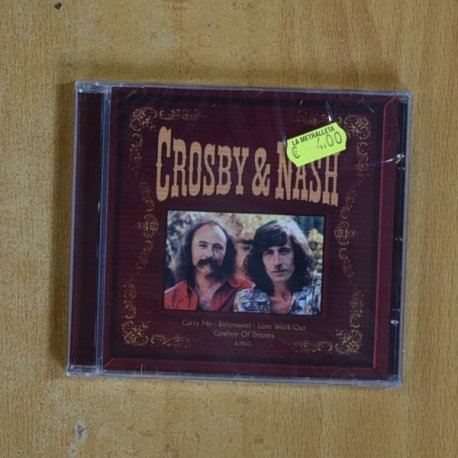 LA METRALLETA
€ 4.00
CROSBY & NASH
Carry Me - Bittersweet - Love Work Out
Cowboy Of Dreams
a.m.o.